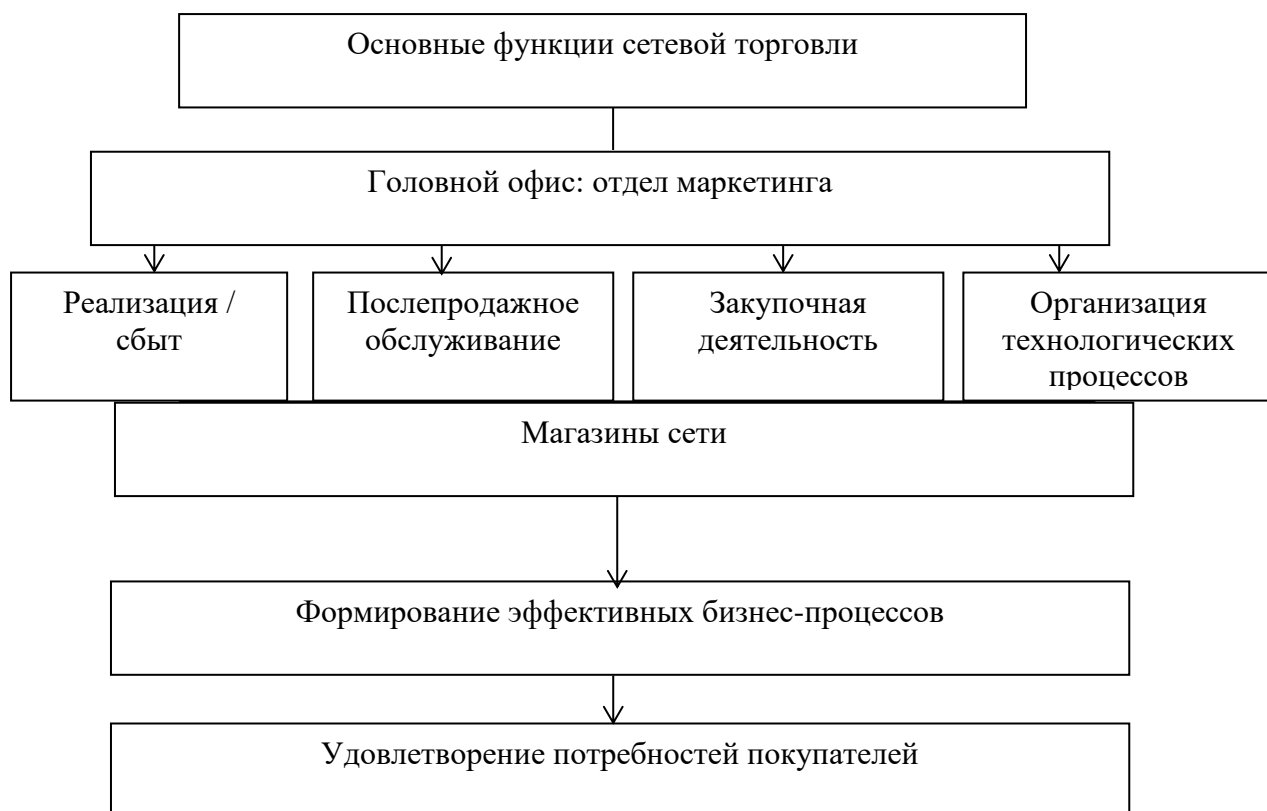 Основные функции сетевой торговли
Головной офис: отдел маркетинга
Реализация /
сбыт
Послепродажное
обслуживание
Закупочная
деятельность
Организация
технологических
процессов
Магазины сети
Формирование эффективных бизнес-процессов
Удовлетворение потребностей покупателей